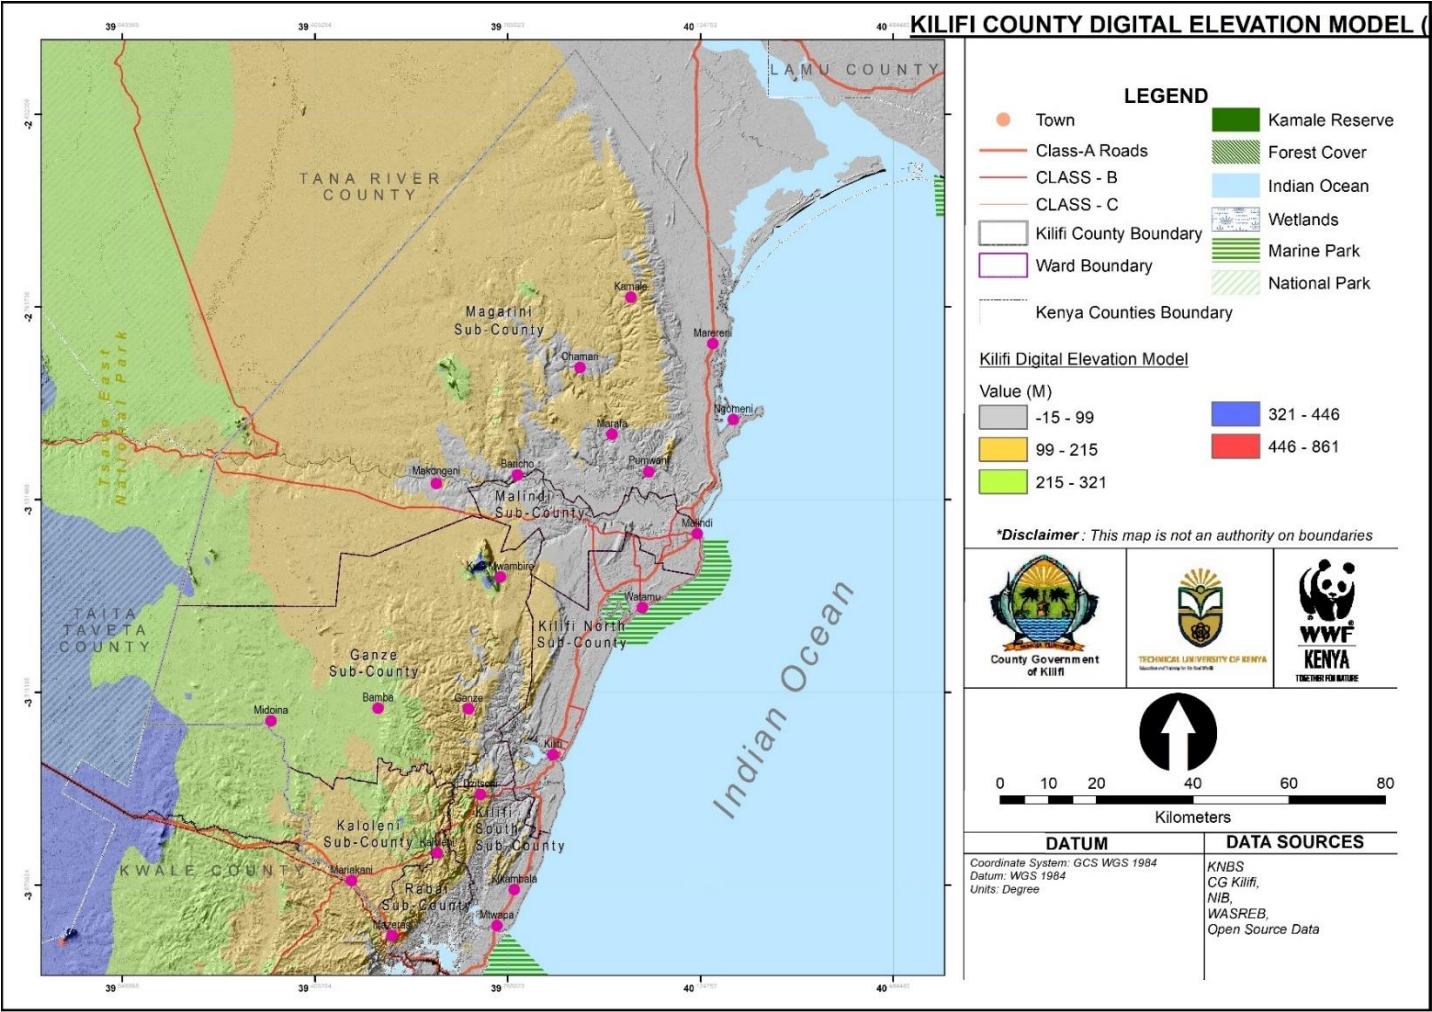 KILIFI COUNTY DIGITAL ELEVATION MODEL (
39
39
39
40
40
LAMU COUNTY
TANA RIVER
COUNTY
Tsavo East
National Park
Kamale
Magarini
Sub-County
Marereni
Chamari
Ngomeni
Marafa
Pumwani
Baricho
Makongeni
Malindi
Sub-County
Malindi
Mwambire
Watamu
TAITA
TAVETA
COUNTY
Kilifi North
Sub-County
Ganze
Sub-County
Bamba
Ganze
Midoina
Kilifi
Indian Ocean
Dzitsoni
Kilifi
South
Sub County
Kaloleni
Sub-County
Kaloleni
KWALE COUNTY
Mariakani
Rabai
Sub-County
Kikambala
Mtwapa
Mazeras
39
39
39
40
40
LEGEND
Town
Class-A Roads
CLASS - B
CLASS - C
Kilifi County Boundary
Ward Boundary
Kenya Counties Boundary
Kamale Reserve
Forest Cover
Indian Ocean
Wetlands
Marine Park
National Park
Kilifi Digital Elevation Model
Value (M)
-15 - 99
99 - 215
215 - 321
321 - 446
446 - 861
*Disclaimer : This map is not an authority on boundaries
County Government
of Kilifi
TECHNICAL UNIVERSITY OF KENYA
WWF
KENYA
TOGETHER FOR NATURE
0 10 20 40 60 80
Kilometers
DATUM
Coordinate System: GCS WGS 1984
Datum: WGS 1984
Units: Degree
DATA SOURCES
KNBS
CG Kilifi,
NIB,
WASREB,
Open Source Data